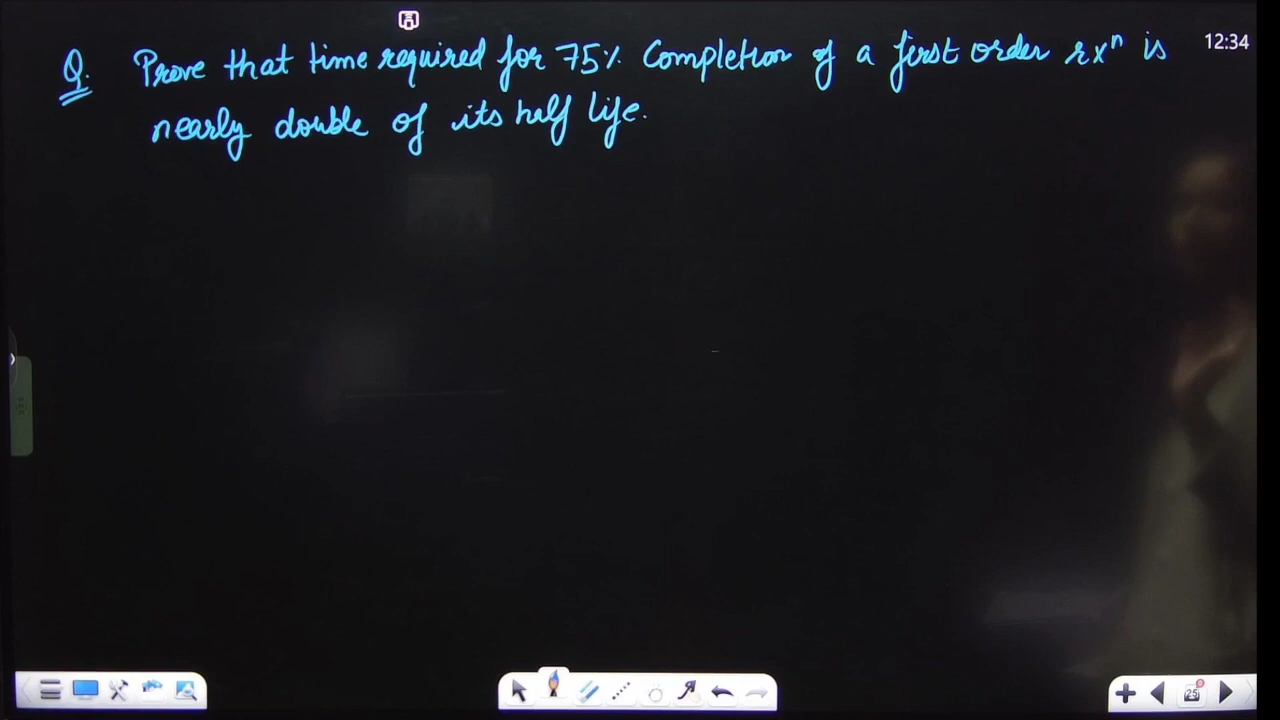 12:34
Q. Prove that time required for 75% Completion of a first order rxⁿ is
nearly double of its half life.
25